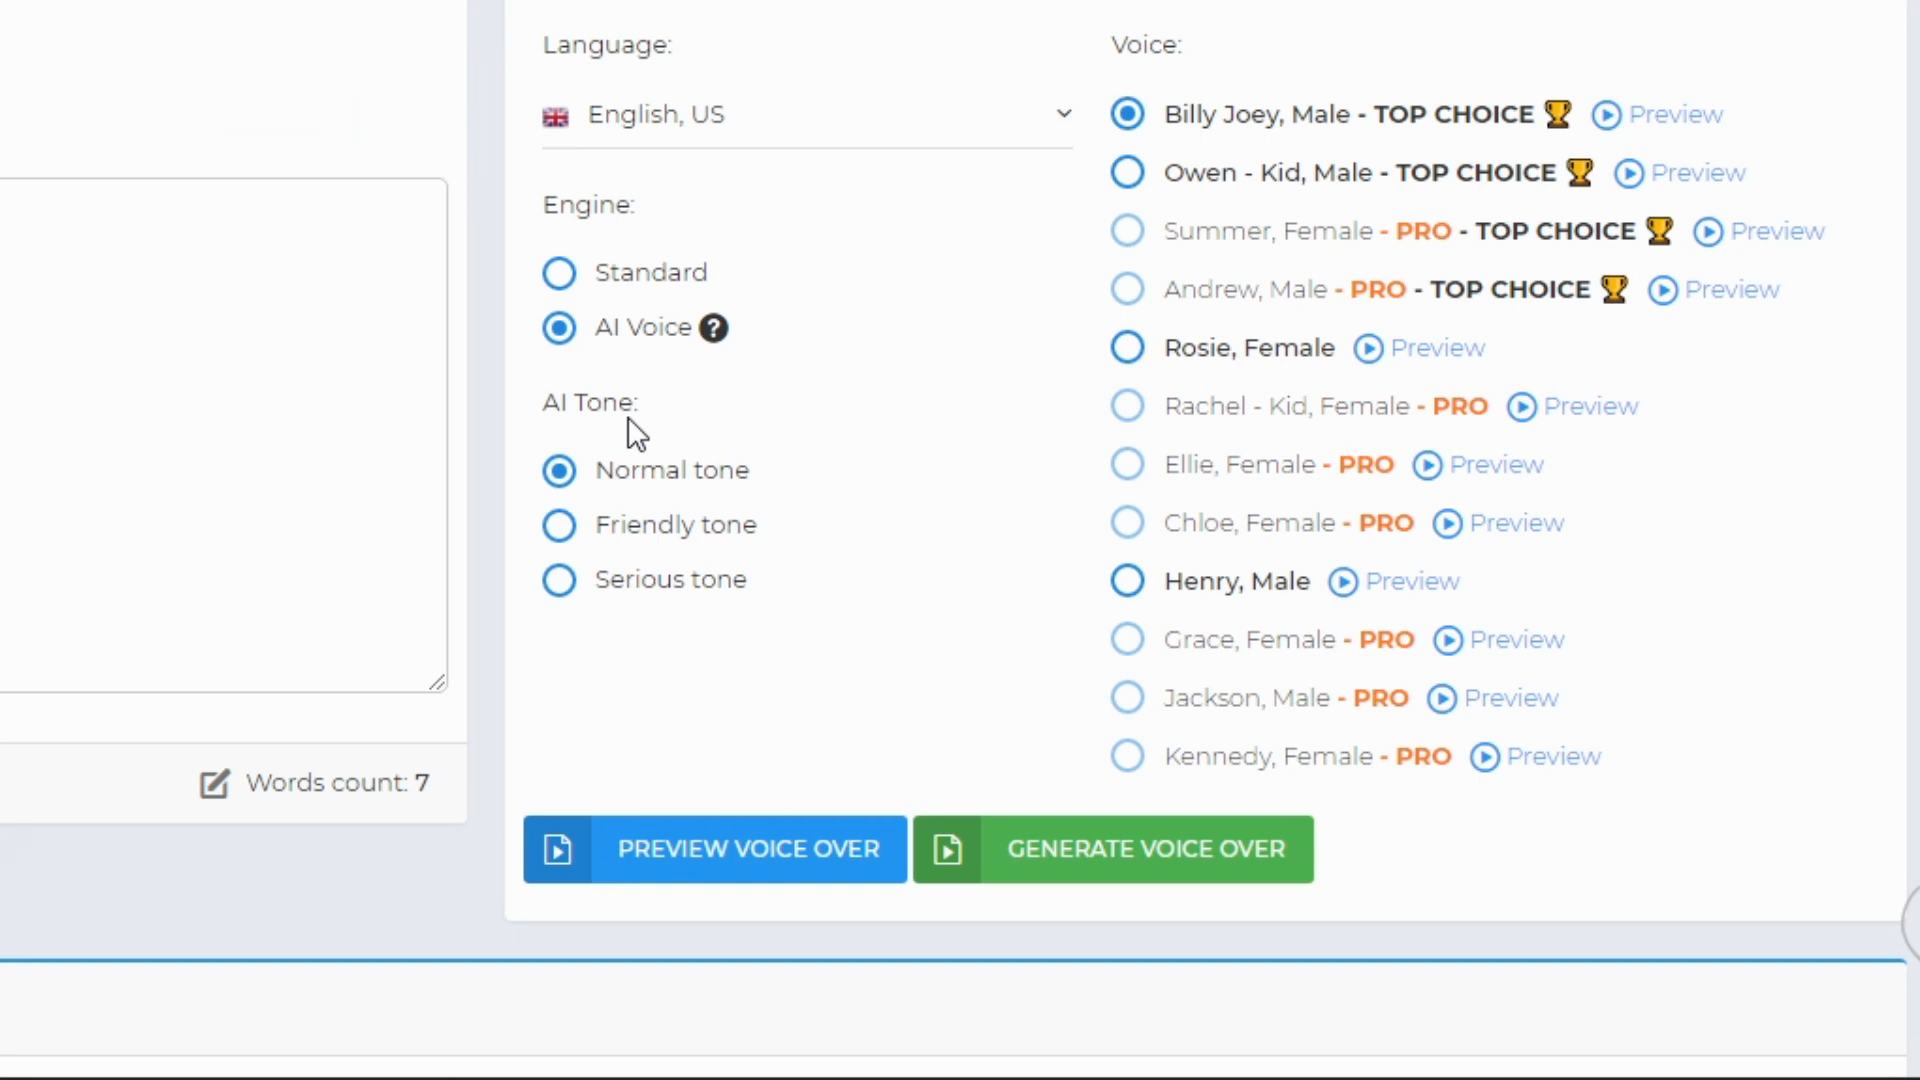 Language:
English, US
Engine:
Standard
AI Voice ?
AI Tone:
Normal tone
Friendly tone
Serious tone
Voice:
Billy Joey, Male - TOP CHOICE Preview
Owen - Kid, Male - TOP CHOICE Preview
Summer, Female - PRO - TOP CHOICE Preview
Andrew, Male - PRO - TOP CHOICE Preview
Rosie, Female Preview
Rachel - Kid, Female - PRO Preview
Ellie, Female - PRO Preview
Chloe, Female - PRO Preview
Henry, Male Preview
Grace, Female - PRO Preview
Jackson, Male - PRO Preview
Kennedy, Female - PRO Preview
Words count: 7
PREVIEW VOICE OVER
GENERATE VOICE OVER